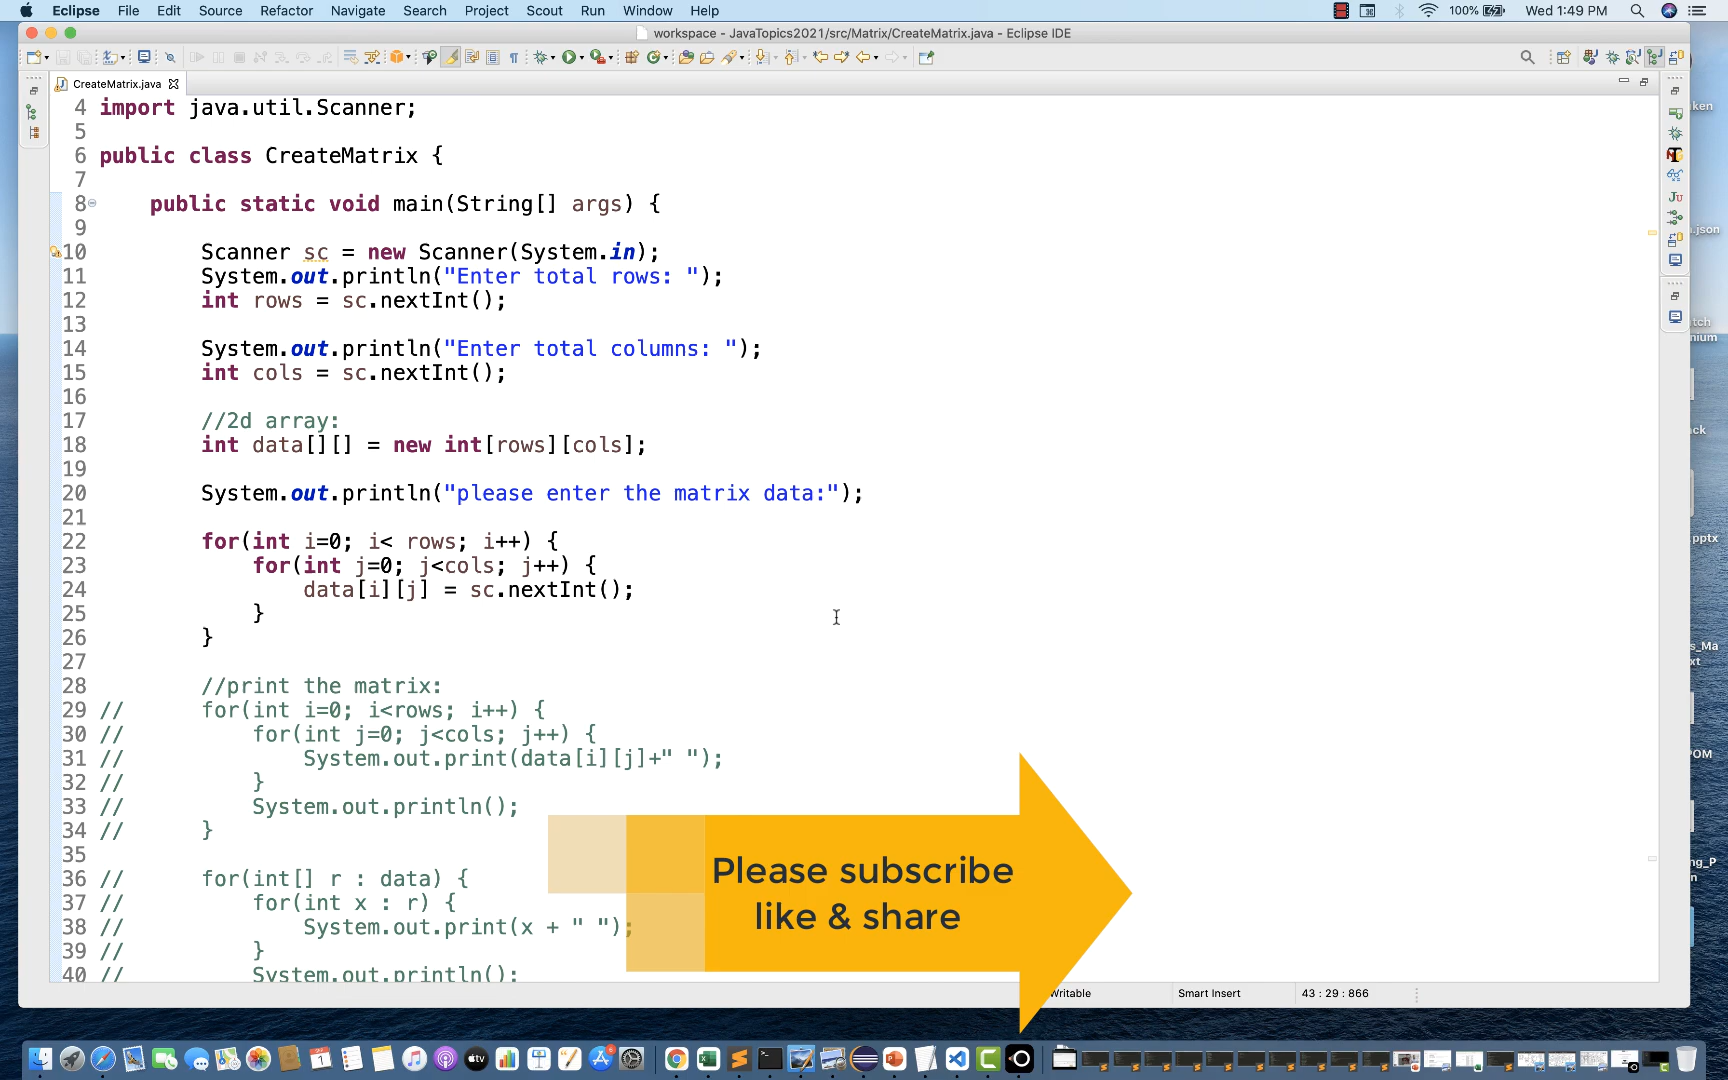 Eclipse File Edit Source Refactor Navigate Search Project Scout Run Window Help 100% Wed 1:49 PM
workspace - JavaTopics2021/src/Matrix/CreateMatrix.java - Eclipse IDE
CreateMatrix.java
4 import java.util.Scanner;
5
6 public class CreateMatrix {
7
8 public static void main(String[] args) {
9
10 Scanner sc = new Scanner(System.in);
11 System.out.println("Enter total rows: ");
12 int rows = sc.nextInt();
13
14 System.out.println("Enter total columns: ");
15 int cols = sc.nextInt();
16
17 //2d array:
18 int data[][] = new int[rows][cols];
19
20 System.out.println("please enter the matrix data:");
21
22 for(int i=0; i< rows; i++) {
23 for(int j=0; j<cols; j++) {
24 data[i][j] = sc.nextInt();
25 }
26 }
27
28 //print the matrix:
29 // for(int i=0; i<rows; i++) {
30 // for(int j=0; j<cols; j++) {
31 // System.out.print(data[i][j]+" ");
32 // }
33 // System.out.println();
34 // }
35
36 // for(int[] r : data) {
37 // for(int x : r) {
38 // System.out.print(x + " ");
39 // }
40 // System.out.println();
Please subscribe
like & share
Writable Smart Insert 43 : 29 : 866